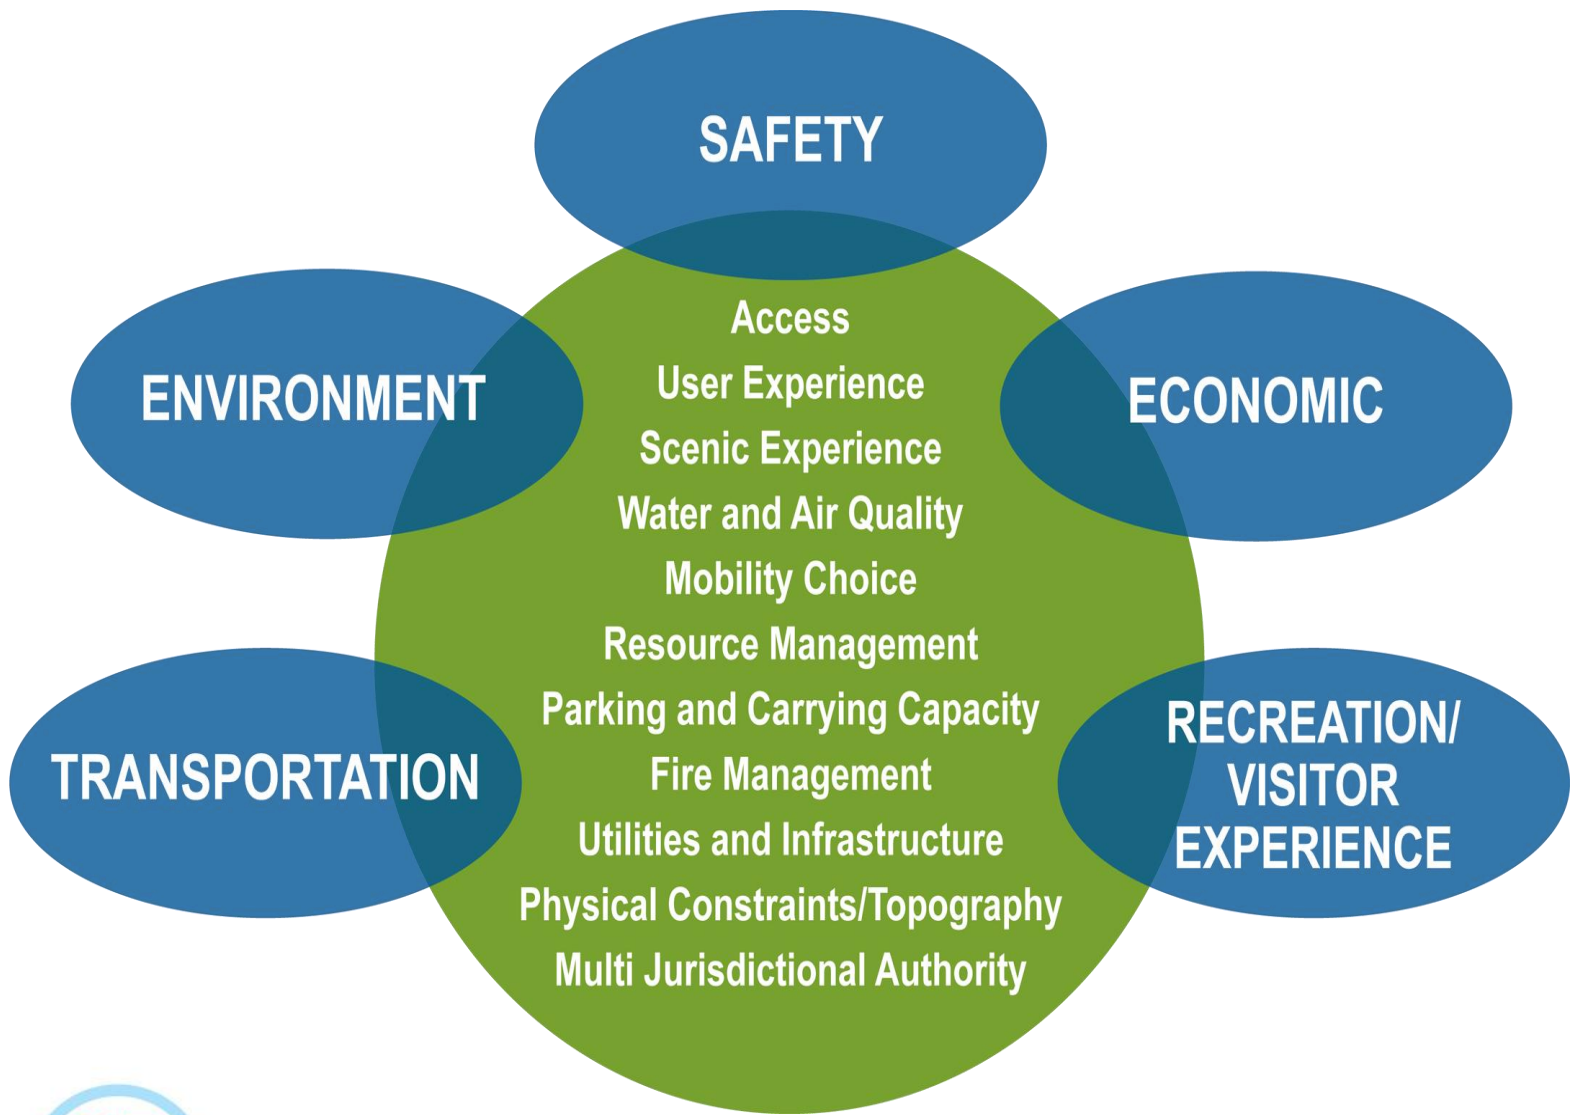 SAFETY
ENVIRONMENT
ECONOMIC
TRANSPORTATION
RECREATION/
VISITOR
EXPERIENCE
Access
User Experience
Scenic Experience
Water and Air Quality
Mobility Choice
Resource Management
Parking and Carrying Capacity
Fire Management
Utilities and Infrastructure
Physical Constraints/Topography
Multi Jurisdictional Authority